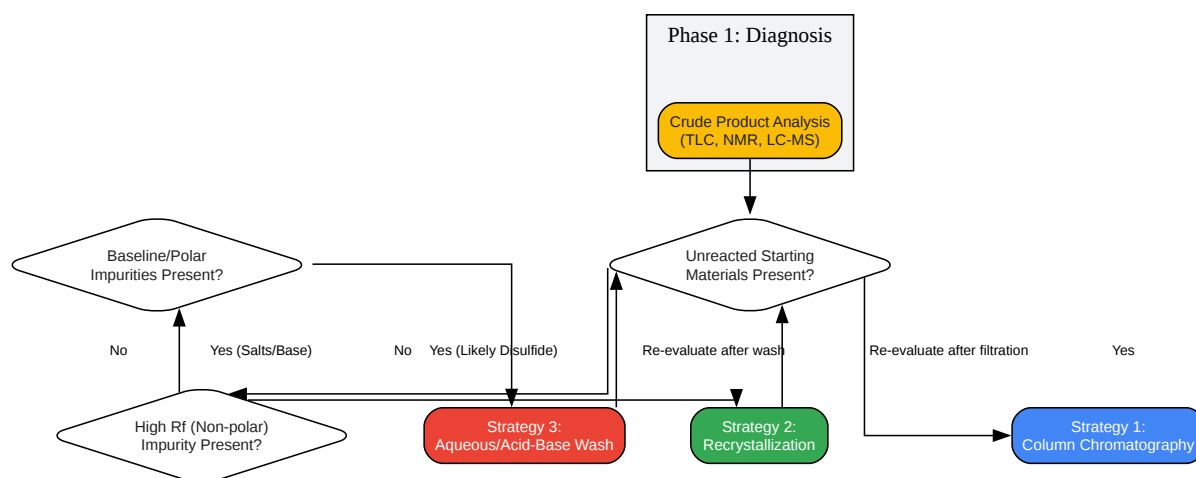 Phase 1: Diagnosis
Crude Product Analysis
(TLC, NMR, LC-MS)
Baseline/Polar
Impurities Present?
Unreacted Starting
Materials Present?
No
Yes (Salts/Base)
No
Yes (Likely Disulfide)
Re-evaluate after wash
Re-evaluate after filtration
Yes
High Rf (Non-polar)
Impurity Present?
Strategy 3:
Aqueous/Acid-Base Wash
Strategy 2:
Recrystallization
Strategy 1:
Column Chromatography